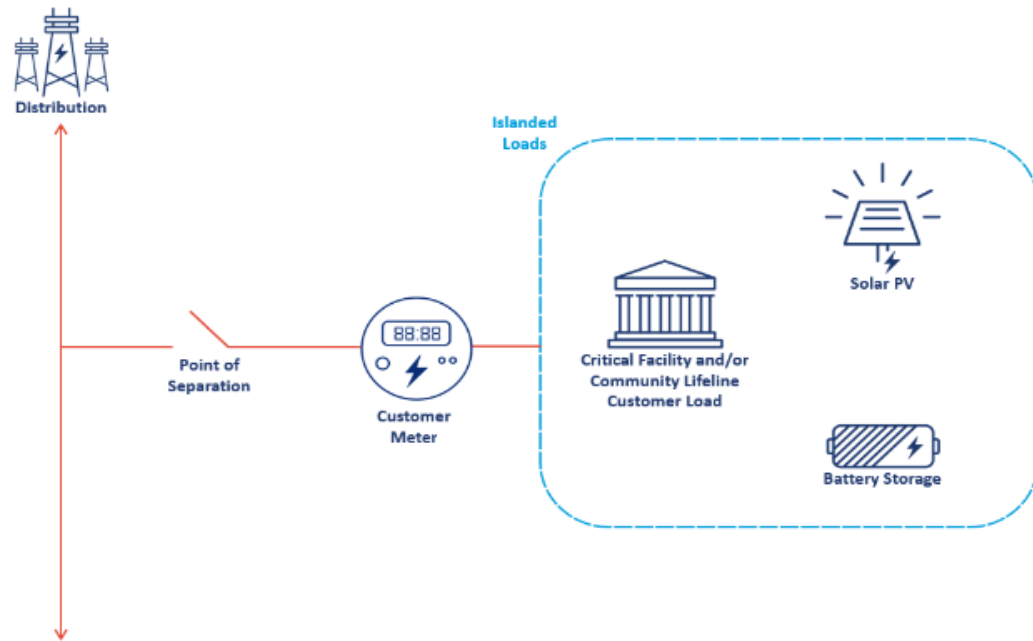 Distribution
Islanded
Loads
Solar PV
88:88
Point of
Separation
Critical Facility and/or
Community Lifeline
Customer Load
Customer
Meter
Battery Storage